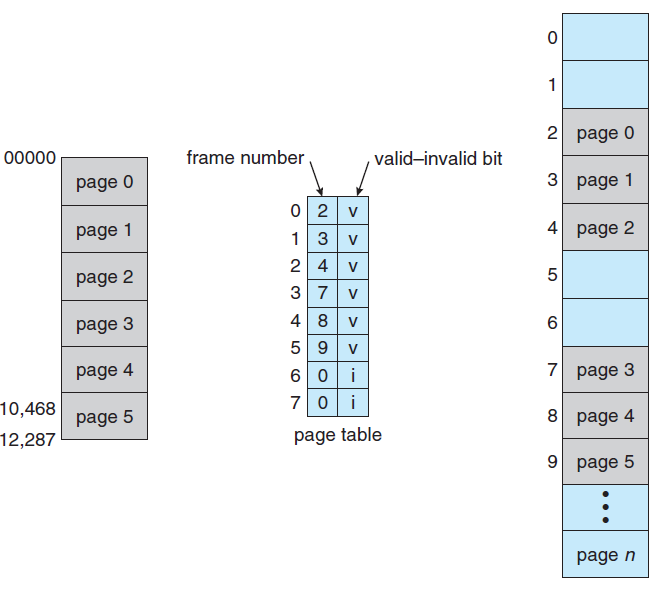 00000
page 0
page 1
page 2
page 3
page 4
10,468
page 5
12,287
frame number
valid–invalid bit
0 2 v
1 3 v
2 4 v
3 7 v
4 8 v
5 9 v
6 0 i
7 0 i
page table
0
1
2 page 0
3 page 1
4 page 2
5
6
7 page 3
8 page 4
9 page 5
page n